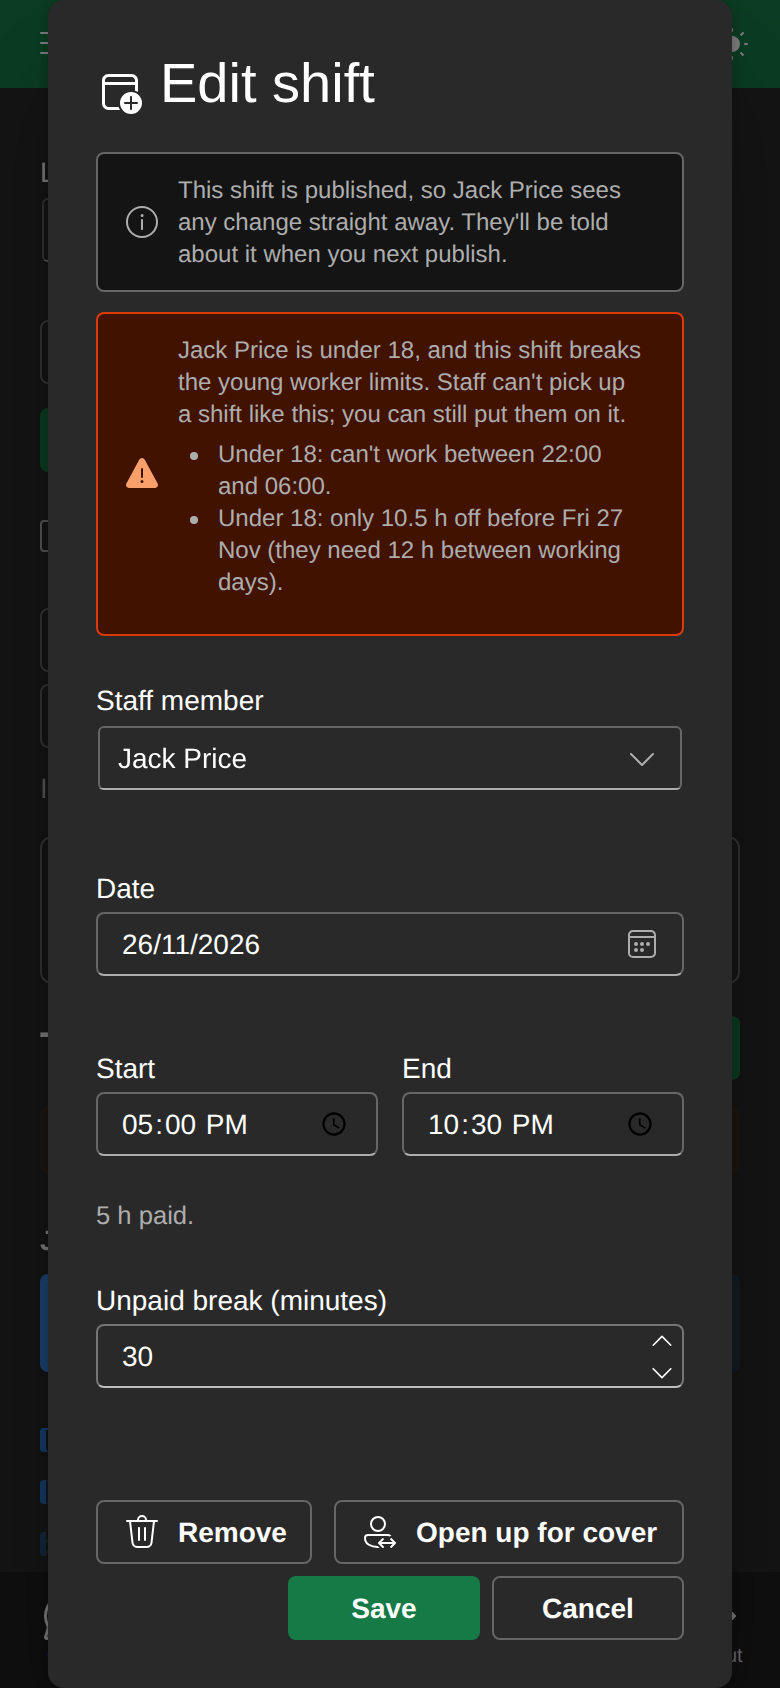 Edit shift
This shift is published, so Jack Price sees
any change straight away. They'll be told
about it when you next publish.
Jack Price is under 18, and this shift breaks
the young worker limits. Staff can't pick up
a shift like this; you can still put them on it.
Under 18: can't work between 22:00
and 06:00.
Under 18: only 10.5 h off before Fri 27
Nov (they need 12 h between working
days).
Staff member
Jack Price
Date
26/11/2026
Start
End
05:00 PM
10:30 PM
5 h paid.
Unpaid break (minutes)
30
Remove
Open up for cover
Save
Cancel